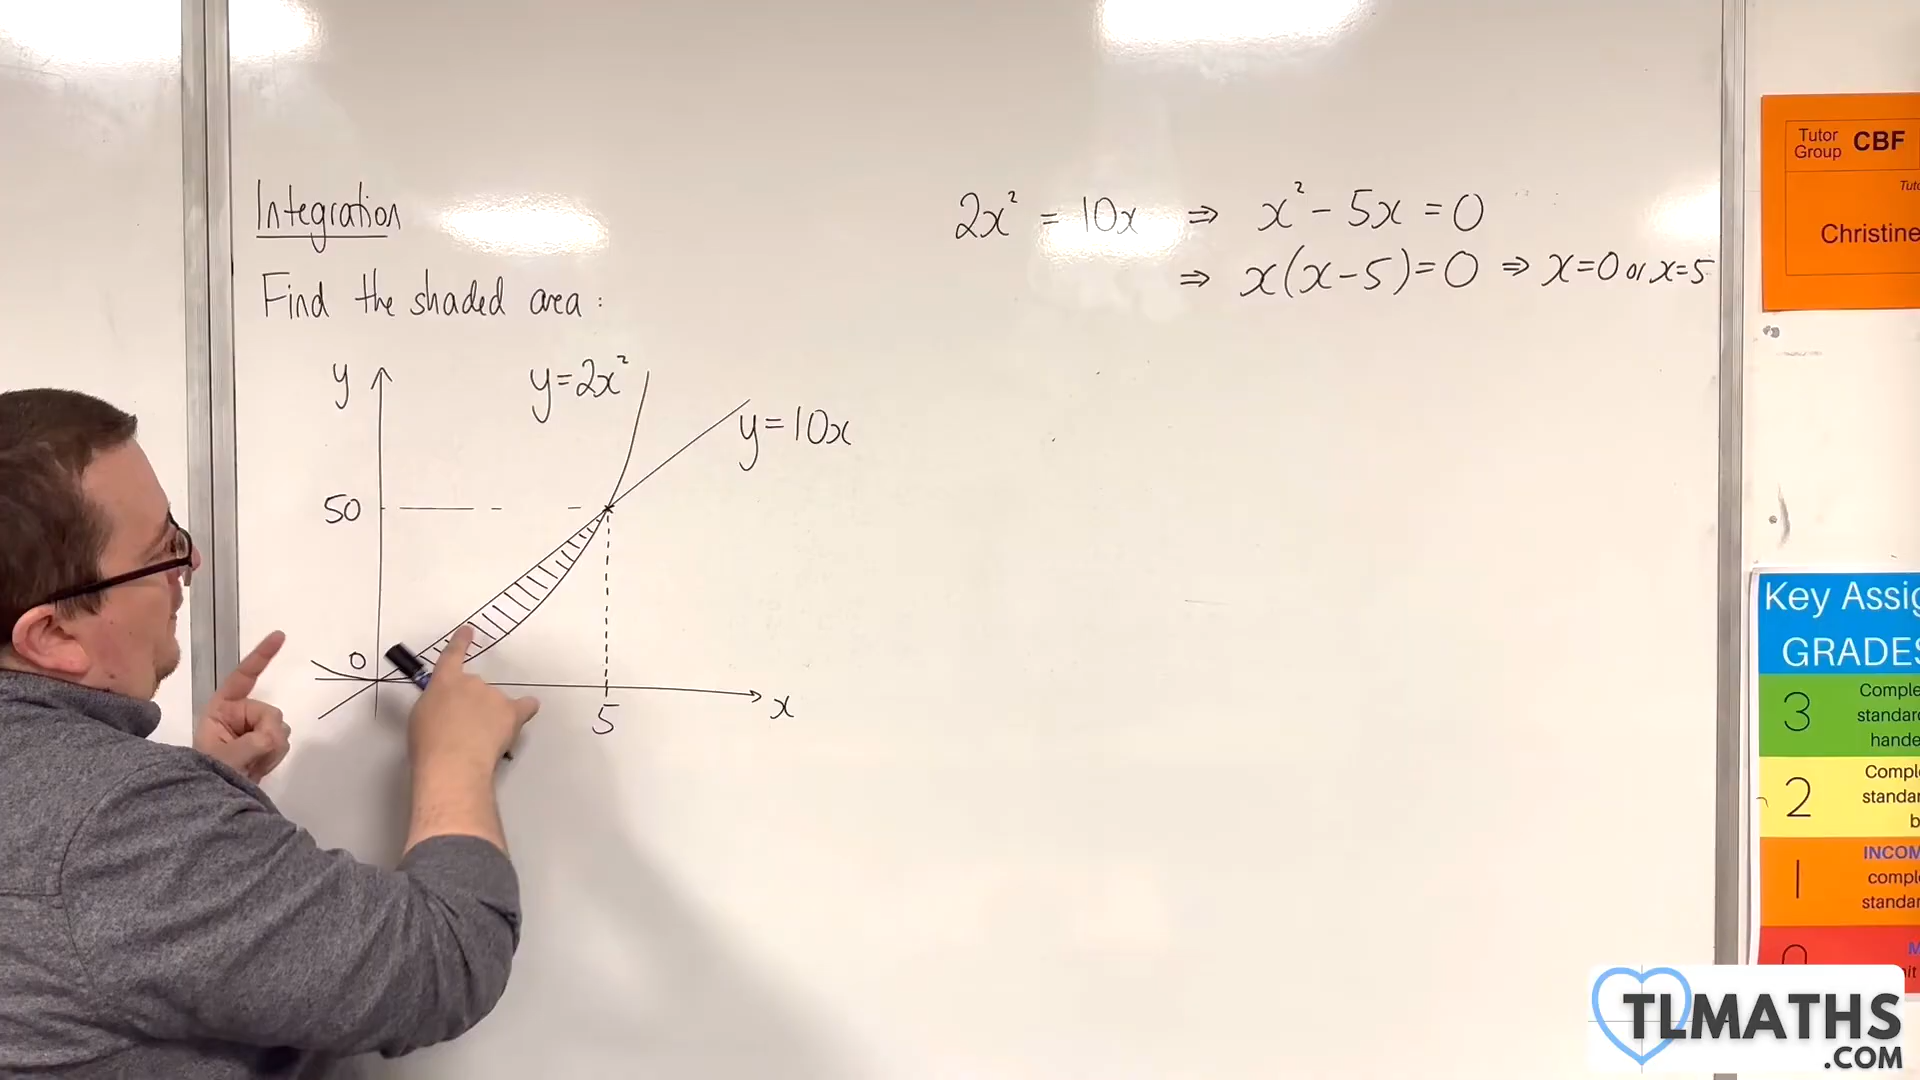 Integration
Find the shaded area :
y
y=2x²
y=10x
50
0
5
x
2x² = 10x ⇒ x² - 5x = 0
⇒ x(x-5)=0 ⇒ x=0 or x=5
Tutor Group CBF
Christine
Key Assig
GRADES
3
Comple
standard
hande
2
Compl
standar
b
1
INCOM
compl
standar
0
M
TLMATHS
.COM